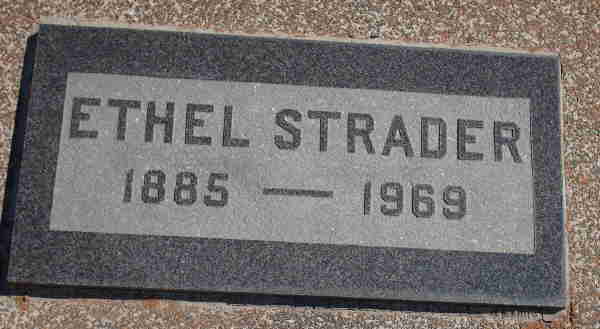 ETHEL STRADER
1885 — 1969